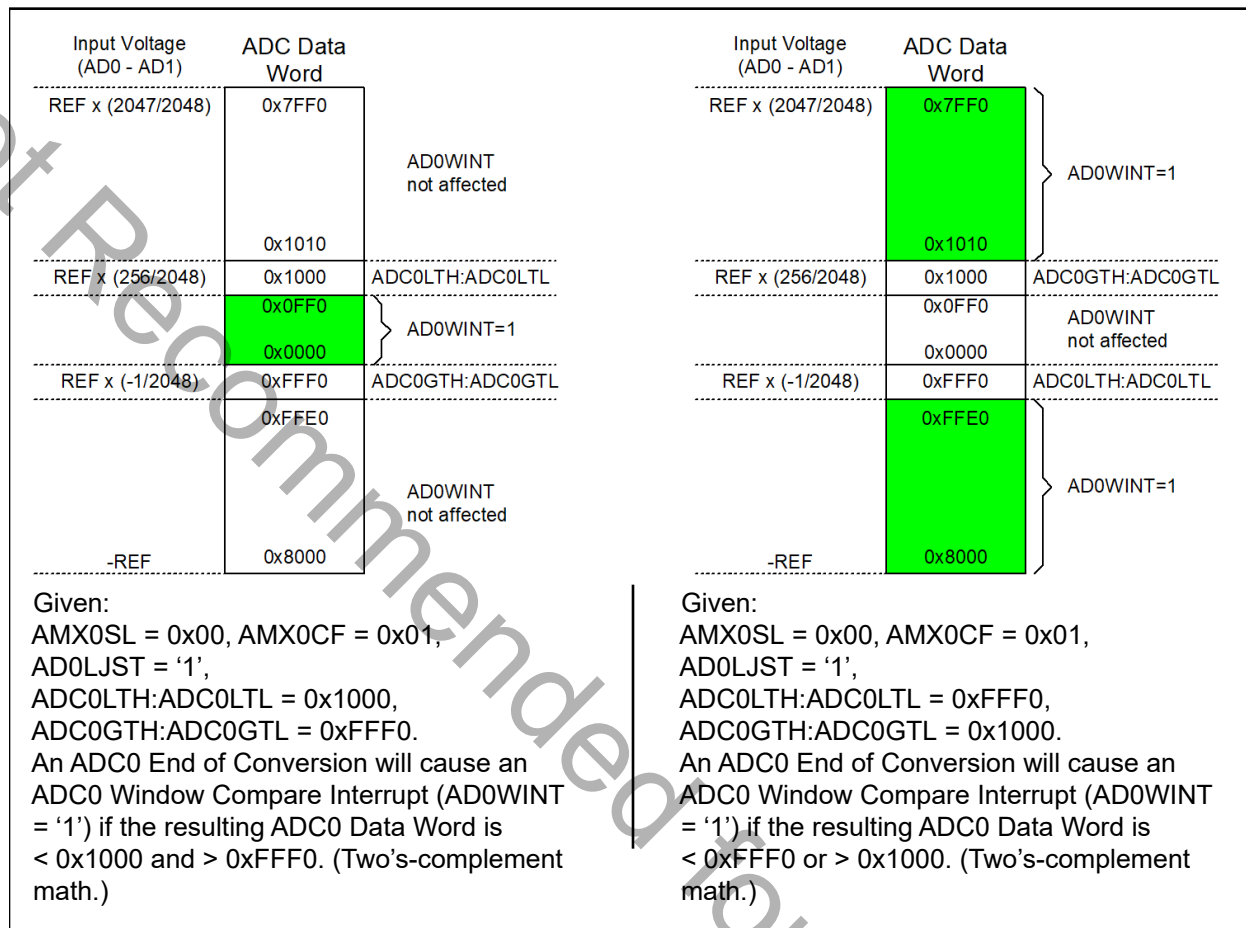 Input Voltage
(AD0 - AD1)
ADC Data
Word
REF x (2047/2048)
0x7FF0
AD0WINT
not affected
0x1010
REF x (256/2048)
0x1000
ADC0LTH:ADC0LTL
0x0FF0
AD0WINT=1
0x0000
REF x (-1/2048)
0xFFF0
ADC0GTH:ADC0GTL
0xFFE0
AD0WINT
not affected
-REF
0x8000
Given:
AMX0SL = 0x00, AMX0CF = 0x01,
AD0LJST = ‘1’,
ADC0LTH:ADC0LTL = 0x1000,
ADC0GTH:ADC0GTL = 0xFFF0.
An ADC0 End of Conversion will cause an
ADC0 Window Compare Interrupt (AD0WINT
= ‘1’) if the resulting ADC0 Data Word is
< 0x1000 and > 0xFFF0. (Two’s-complement
math.)
Input Voltage
(AD0 - AD1)
ADC Data
Word
REF x (2047/2048)
0x7FF0
AD0WINT=1
0x1010
REF x (256/2048)
0x1000
ADC0GTH:ADC0GTL
0x0FF0
AD0WINT
not affected
0x0000
REF x (-1/2048)
0xFFF0
ADC0LTH:ADC0LTL
0xFFE0
AD0WINT=1
-REF
0x8000
Given:
AMX0SL = 0x00, AMX0CF = 0x01,
AD0LJST = ‘1’,
ADC0LTH:ADC0LTL = 0xFFF0,
ADC0GTH:ADC0GTL = 0x1000.
An ADC0 End of Conversion will cause an
ADC0 Window Compare Interrupt (AD0WINT
= ‘1’) if the resulting ADC0 Data Word is
< 0xFFF0 or > 0x1000. (Two’s-complement
math.)
Recommended